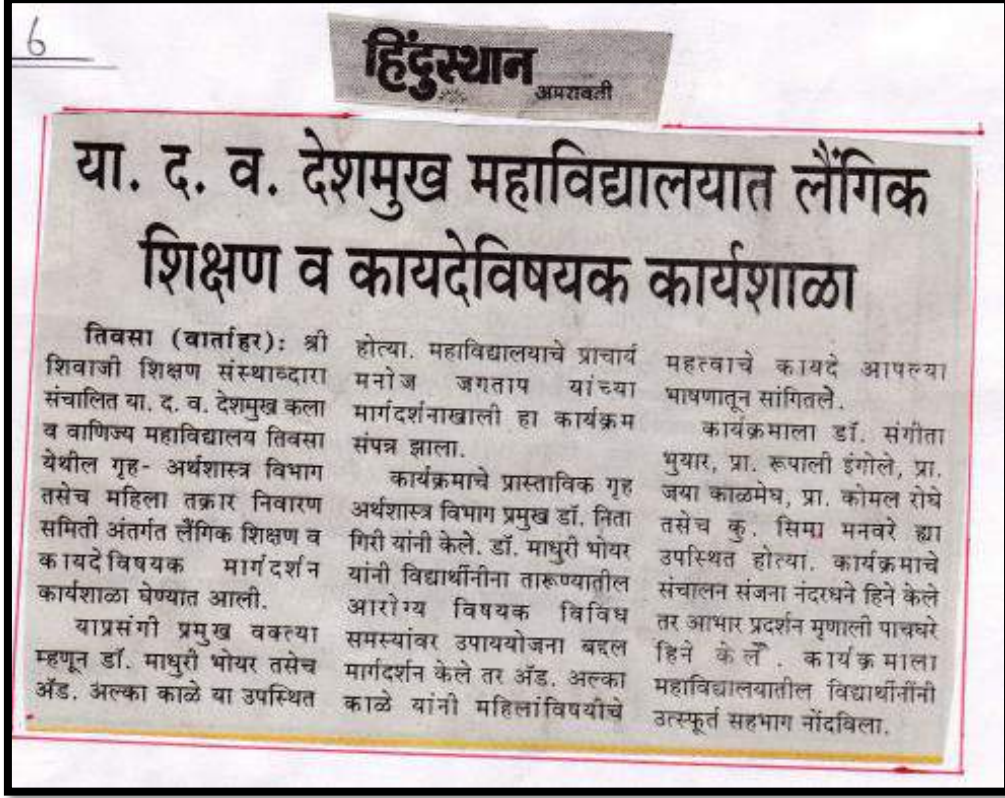 6
हिंदुस्थान
अमरावती
या. द. व. देशमुख महाविद्यालयात लैंगिक
शिक्षण व कायदेविषयक कार्यशाळा
तिवसा (वार्ताहर): श्री
शिवाजी शिक्षण संस्थाव्दारा
संचालित या. द. व. देशमुख कला
व वाणिज्य महाविद्यालय तिवसा
येथील गृह- अर्थशास्त्र विभाग
तसेच महिला तक्रार निवारण
समिती अंतर्गत लैंगिक शिक्षण व
कायदेविषयक मार्गदर्शन
कार्यशाळा घेण्यात आली.
याप्रसंगी प्रमुख वक्त्या
म्हणून डॉ. माधुरी भोयर तसेच
ॲड. अल्का काळे या उपस्थित
होत्या. महाविद्यालयाचे प्राचार्य
मनोज जगताप यांच्या
मार्गदर्शनाखाली हा कार्यक्रम
संपन्न झाला.
कार्यक्रमाचे प्रास्ताविक गृह
अर्थशास्त्र विभाग प्रमुख डॉ. निता
गिरी यांनी केले. डॉ. माधुरी भोयर
यांनी विद्यार्थीनीना तारूण्यातील
आरोग्य विषयक विविध
समस्यांवर उपाययोजना बद्दल
मार्गदर्शन केले तर ॲड. अल्का
काळे यांनी महिलांविषयीचे
महत्वाचे कायदे आपल्या
भाषणातून सांगितले.
कार्यक्रमाला डॉ. संगीता
भुयार, प्रा. रूपाली इंगोले, प्रा.
जया काळमेघ, प्रा. कोमल रोघे
तसेच कु. सिमा मनवरे ह्या
उपस्थित होत्या. कार्यक्रमाचे
संचालन संजना नंदरधने हिने केले
तर आभार प्रदर्शन मृणाली पाचघरे
हिने केले. कार्यक्रमाला
महाविद्यालयातील विद्यार्थीनींनी
उत्स्फूर्त सहभाग नोंदविला.